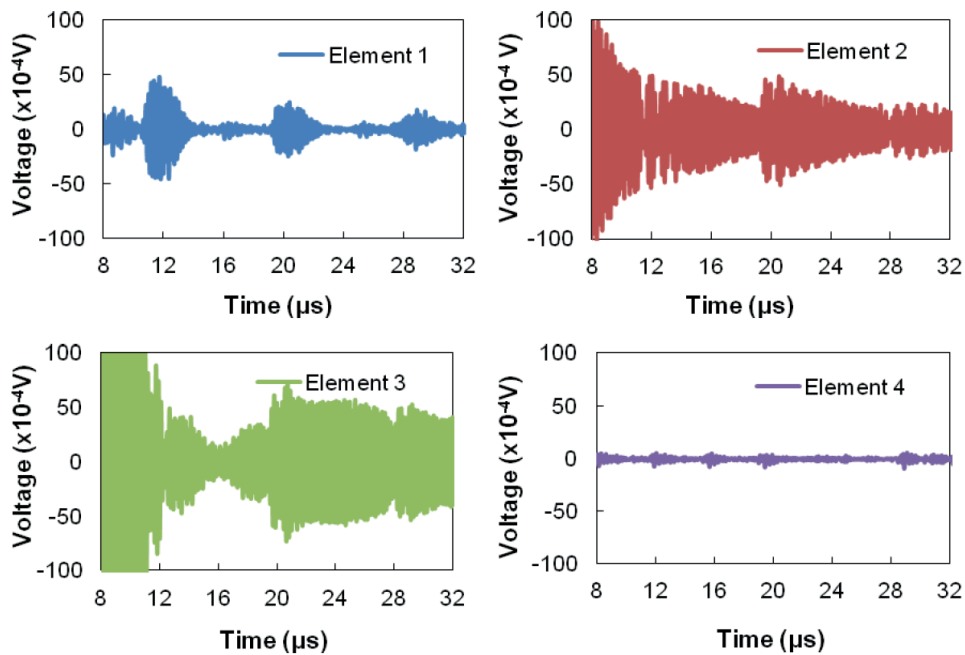 Voltage (x10⁻⁴V)
100
50
0
-50
-100
Element 1
8 12 16 20 24 28 32
Time (µs)
Voltage (x10⁻⁴ V)
100
50
0
-50
-100
Element 2
8 12 16 20 24 28 32
Time (µs)
Voltage (x10⁻⁴V)
100
50
0
-50
-100
Element 3
8 12 16 20 24 28 32
Time (µs)
Voltage (x10⁻⁴V)
100
50
0
-50
-100
Element 4
8 12 16 20 24 28 32
Time (µs)